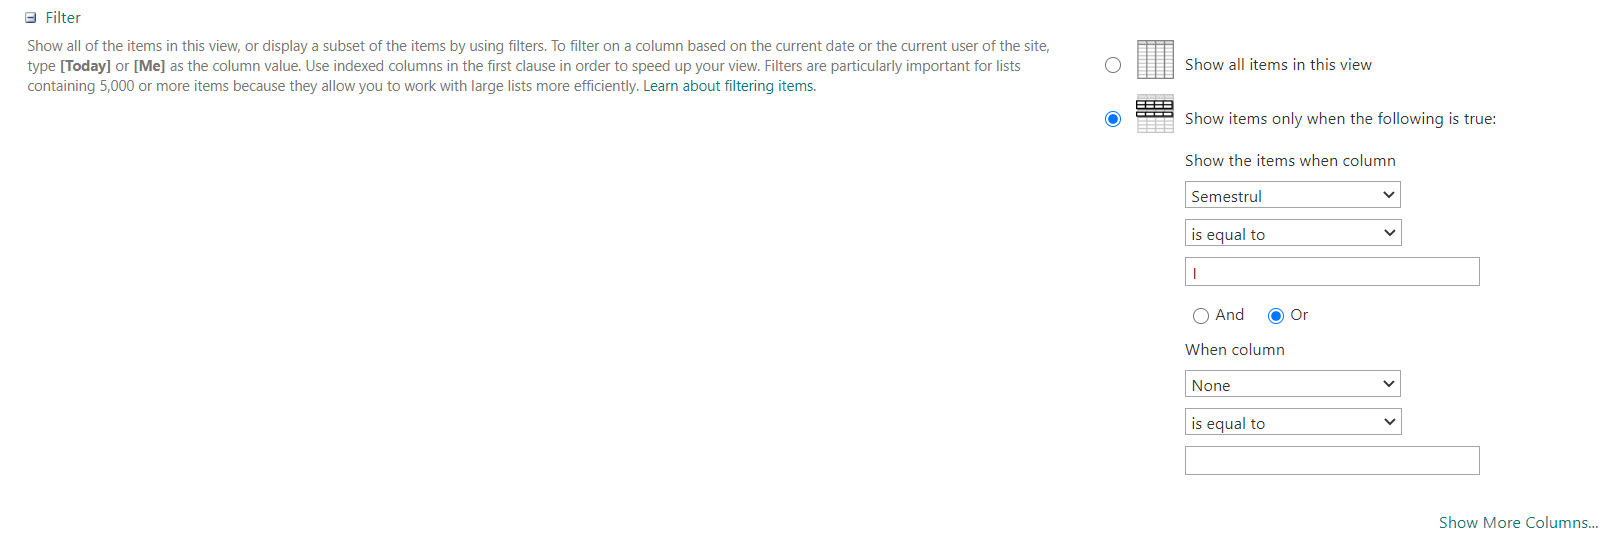 Filter
Show all of the items in this view, or display a subset of the items by using filters. To filter on a column based on the current date or the current user of the site,
type [Today] or [Me] as the column value. Use indexed columns in the first clause in order to speed up your view. Filters are particularly important for lists
containing 5,000 or more items because they allow you to work with large lists more efficiently. Learn about filtering items.
Show all items in this view
Show items only when the following is true:
Show the items when column
Semestrul
is equal to
I
And Or
When column
None
is equal to
Show More Columns...